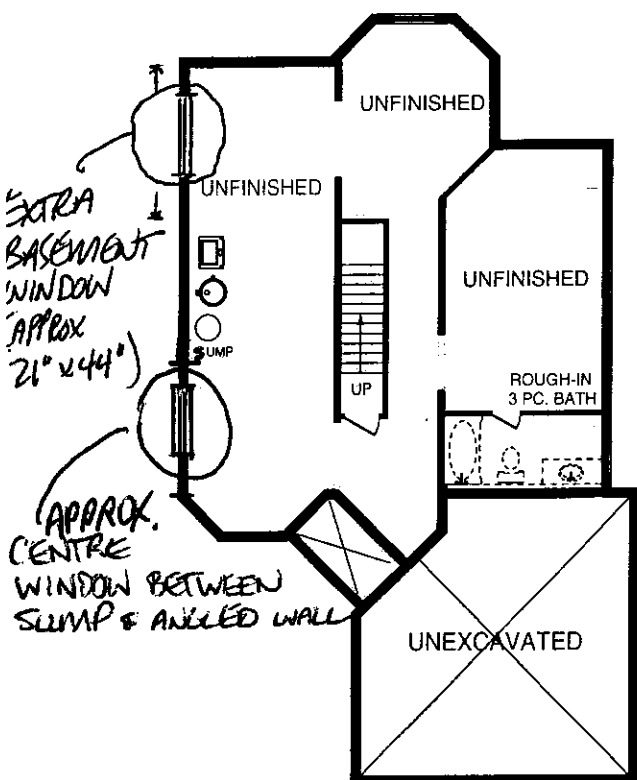 UNFINISHED
UNFINISHED
EXTRA
BASEMENT
WINDOW
APPROX
21" x 44")
UNFINISHED
SUMP
UP
ROUGH-IN
3 PC. BATH
(APPROX.
CENTRE
WINDOW BETWEEN
SUMP & ANGLED WALL
UNEXCAVATED